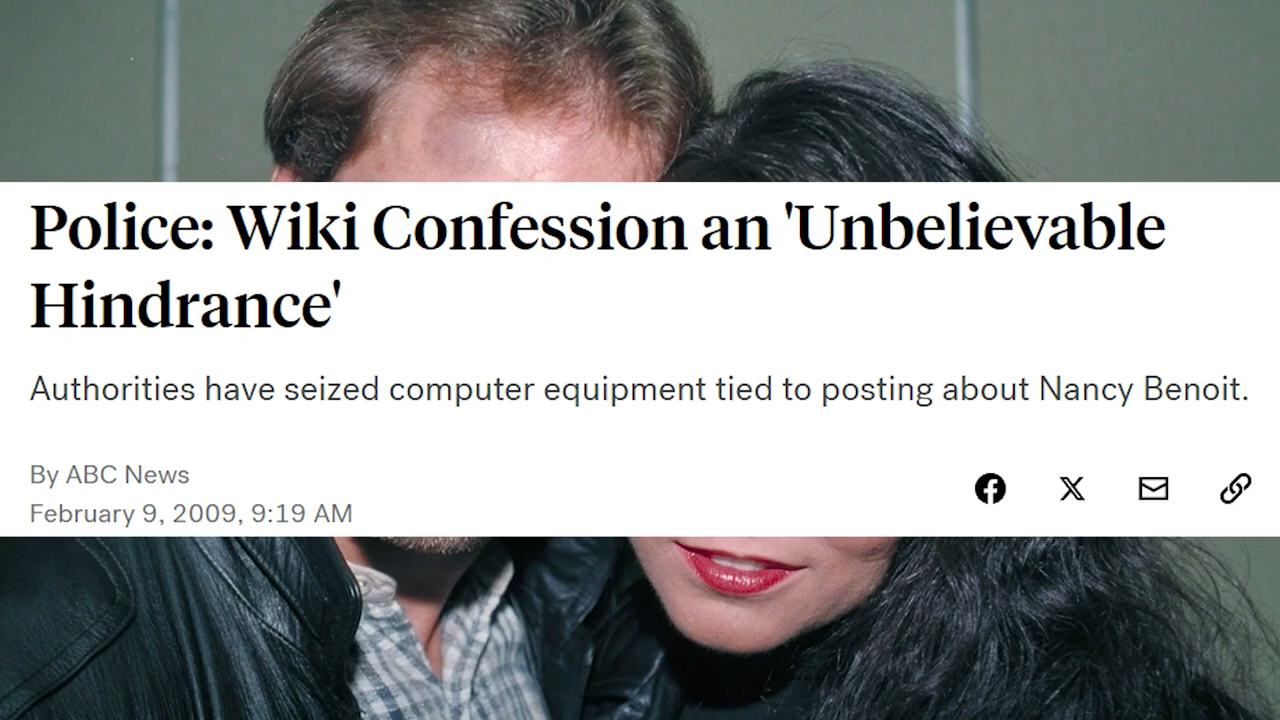 Police: Wiki Confession an 'Unbelievable
Hindrance'
Authorities have seized computer equipment tied to posting about Nancy Benoit.
By ABC News
February 9, 2009, 9:19 AM